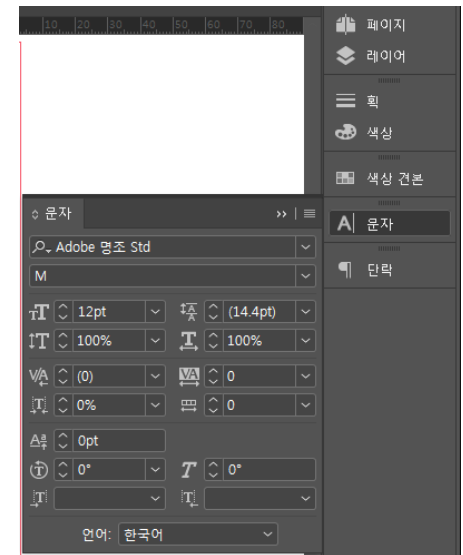 10 20 30 40 50 60 70 80
페이지
레이어
획
색상
색상 견본
문자
단락
문자
Adobe 명조 Std
M
12pt (14.4pt)
100% 100%
(0) 0
0% 0
0pt
0° 0°
언어: 한국어